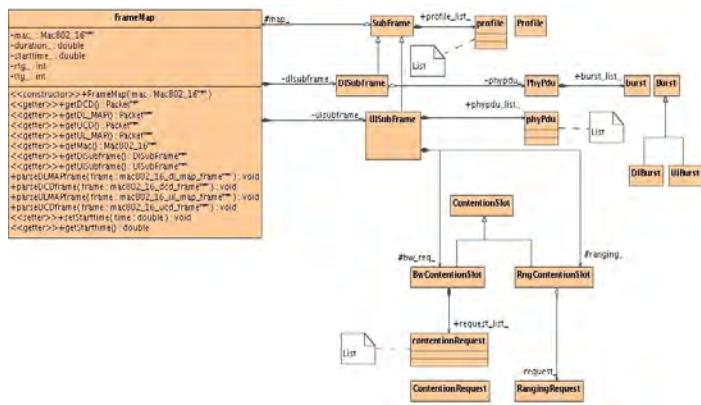 FrameMap
-mac_ : Mac802_16***
-duration_ : double
-starttime_ : double
-rtg_ : int
-ttg_ : int
<<constructor>>+FrameMap( mac : Mac802_16*** )
<<getter>>+getDCD() : Packet***
<<getter>>+getDL_MAP() : Packet***
<<getter>>+getUCD() : Packet***
<<getter>>+getUL_MAP() : Packet***
<<getter>>+getMac() : Mac802_16***
<<getter>>+getDlSubframe() : DlSubFrame***
<<getter>>+getUlSubframe() : UlSubFrame***
+parseDLMAPframe( frame : mac802_16_dl_map_frame*** ) : void
+parseDCDframe( frame : mac802_16_dcd_frame*** ) : void
+parseULMAPframe( frame : mac802_16_ul_map_frame*** ) : void
+parseUCDframe( frame : mac802_16_ucd_frame*** ) : void
<<setter>>+setStarttime( time : double ) : void
<<getter>>+getStarttime() : double
#map_
SubFrame
+profile_list_
profile
Profile
List
-dlsubframe_
DlSubFrame
-phypdu_
PhyPdu
+burst_list_
burst
Burst
-ulsubframe_
UlSubFrame
-phypdu_list_
phyPdu
List
DlBurst
UlBurst
ContentionSlot
#bw_req_
#ranging_
BwContentionSlot
RngContentionSlot
+request_list_
List
contentionRequest
request_
ContentionRequest
RangingRequest